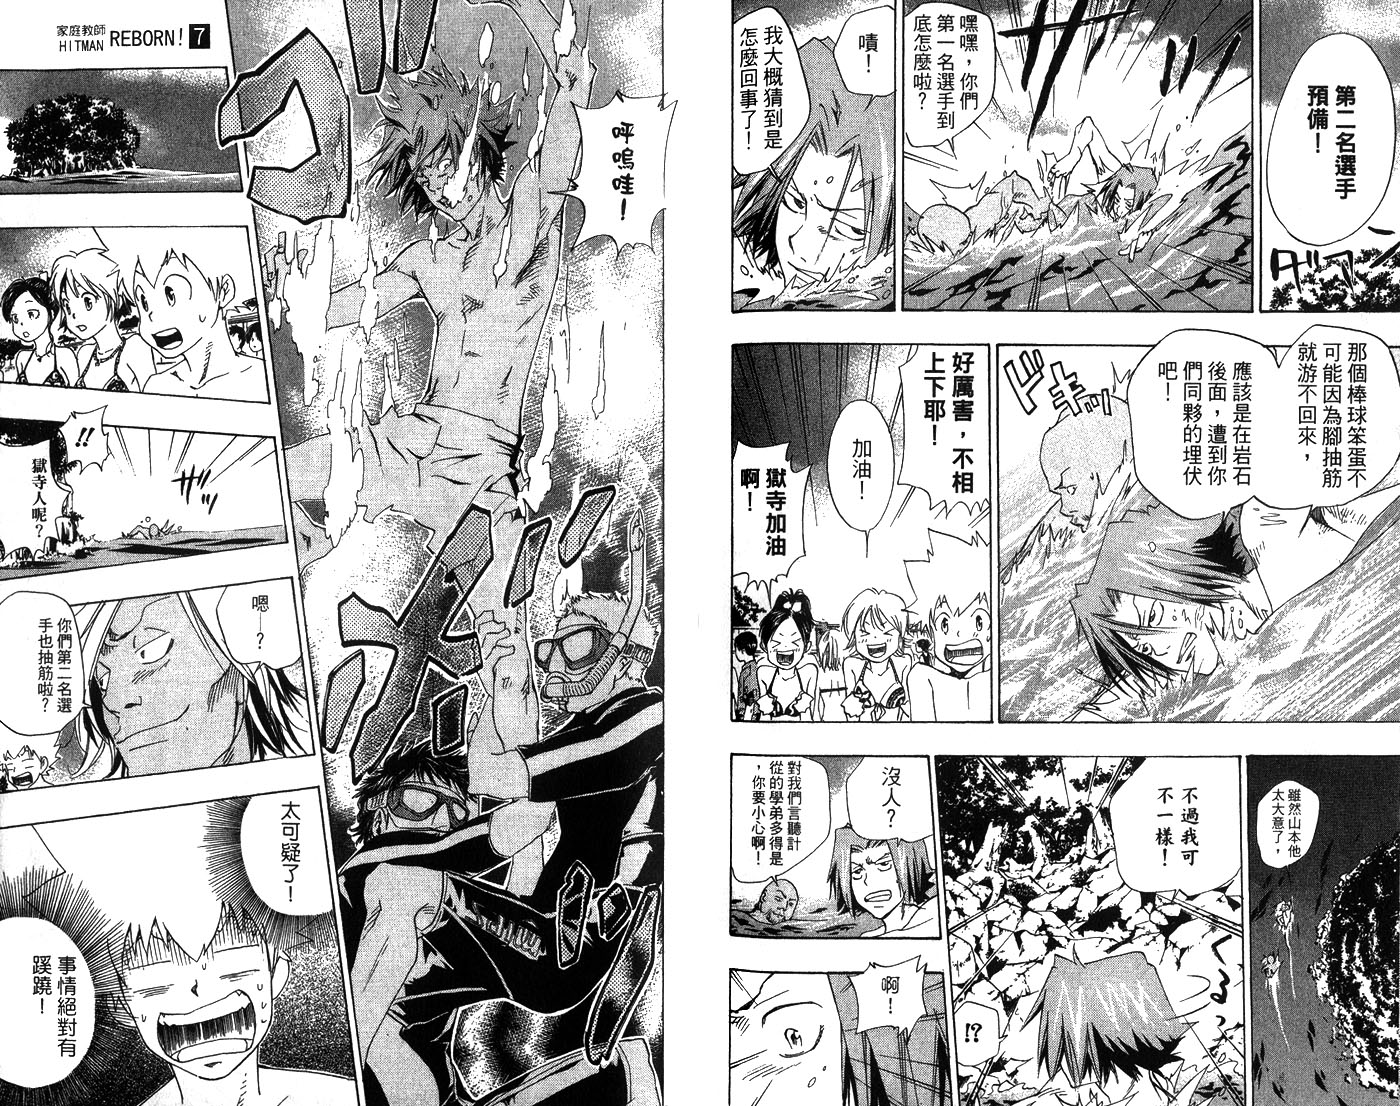 第二名選手
預備！
ダァーン
嘿嘿，你們
第一名選手到
底怎麼啦？
嘖！
我大概猜到是
怎麼回事了！
那個棒球笨蛋不
可能因為腳抽筋
就游不回來，
應該是在岩石
後面，遭到你
們同夥的埋伏
吧！
ドキ
好厲害，不相
上下耶！
加油！
獄寺加油
啊！
雖然山本他
太大意了，
不過我可
不一樣！
沒人？
對我們言聽計
從的學弟多得是
，你要小心啊！
!?
啊！
家庭教師
HITMAN REBORN! 7
呼嗚哇！
!!
獄寺人呢？
嗯
—？
你們第二名選
手也抽筋啦？
太可疑了！
事情絕對有
蹊蹺！